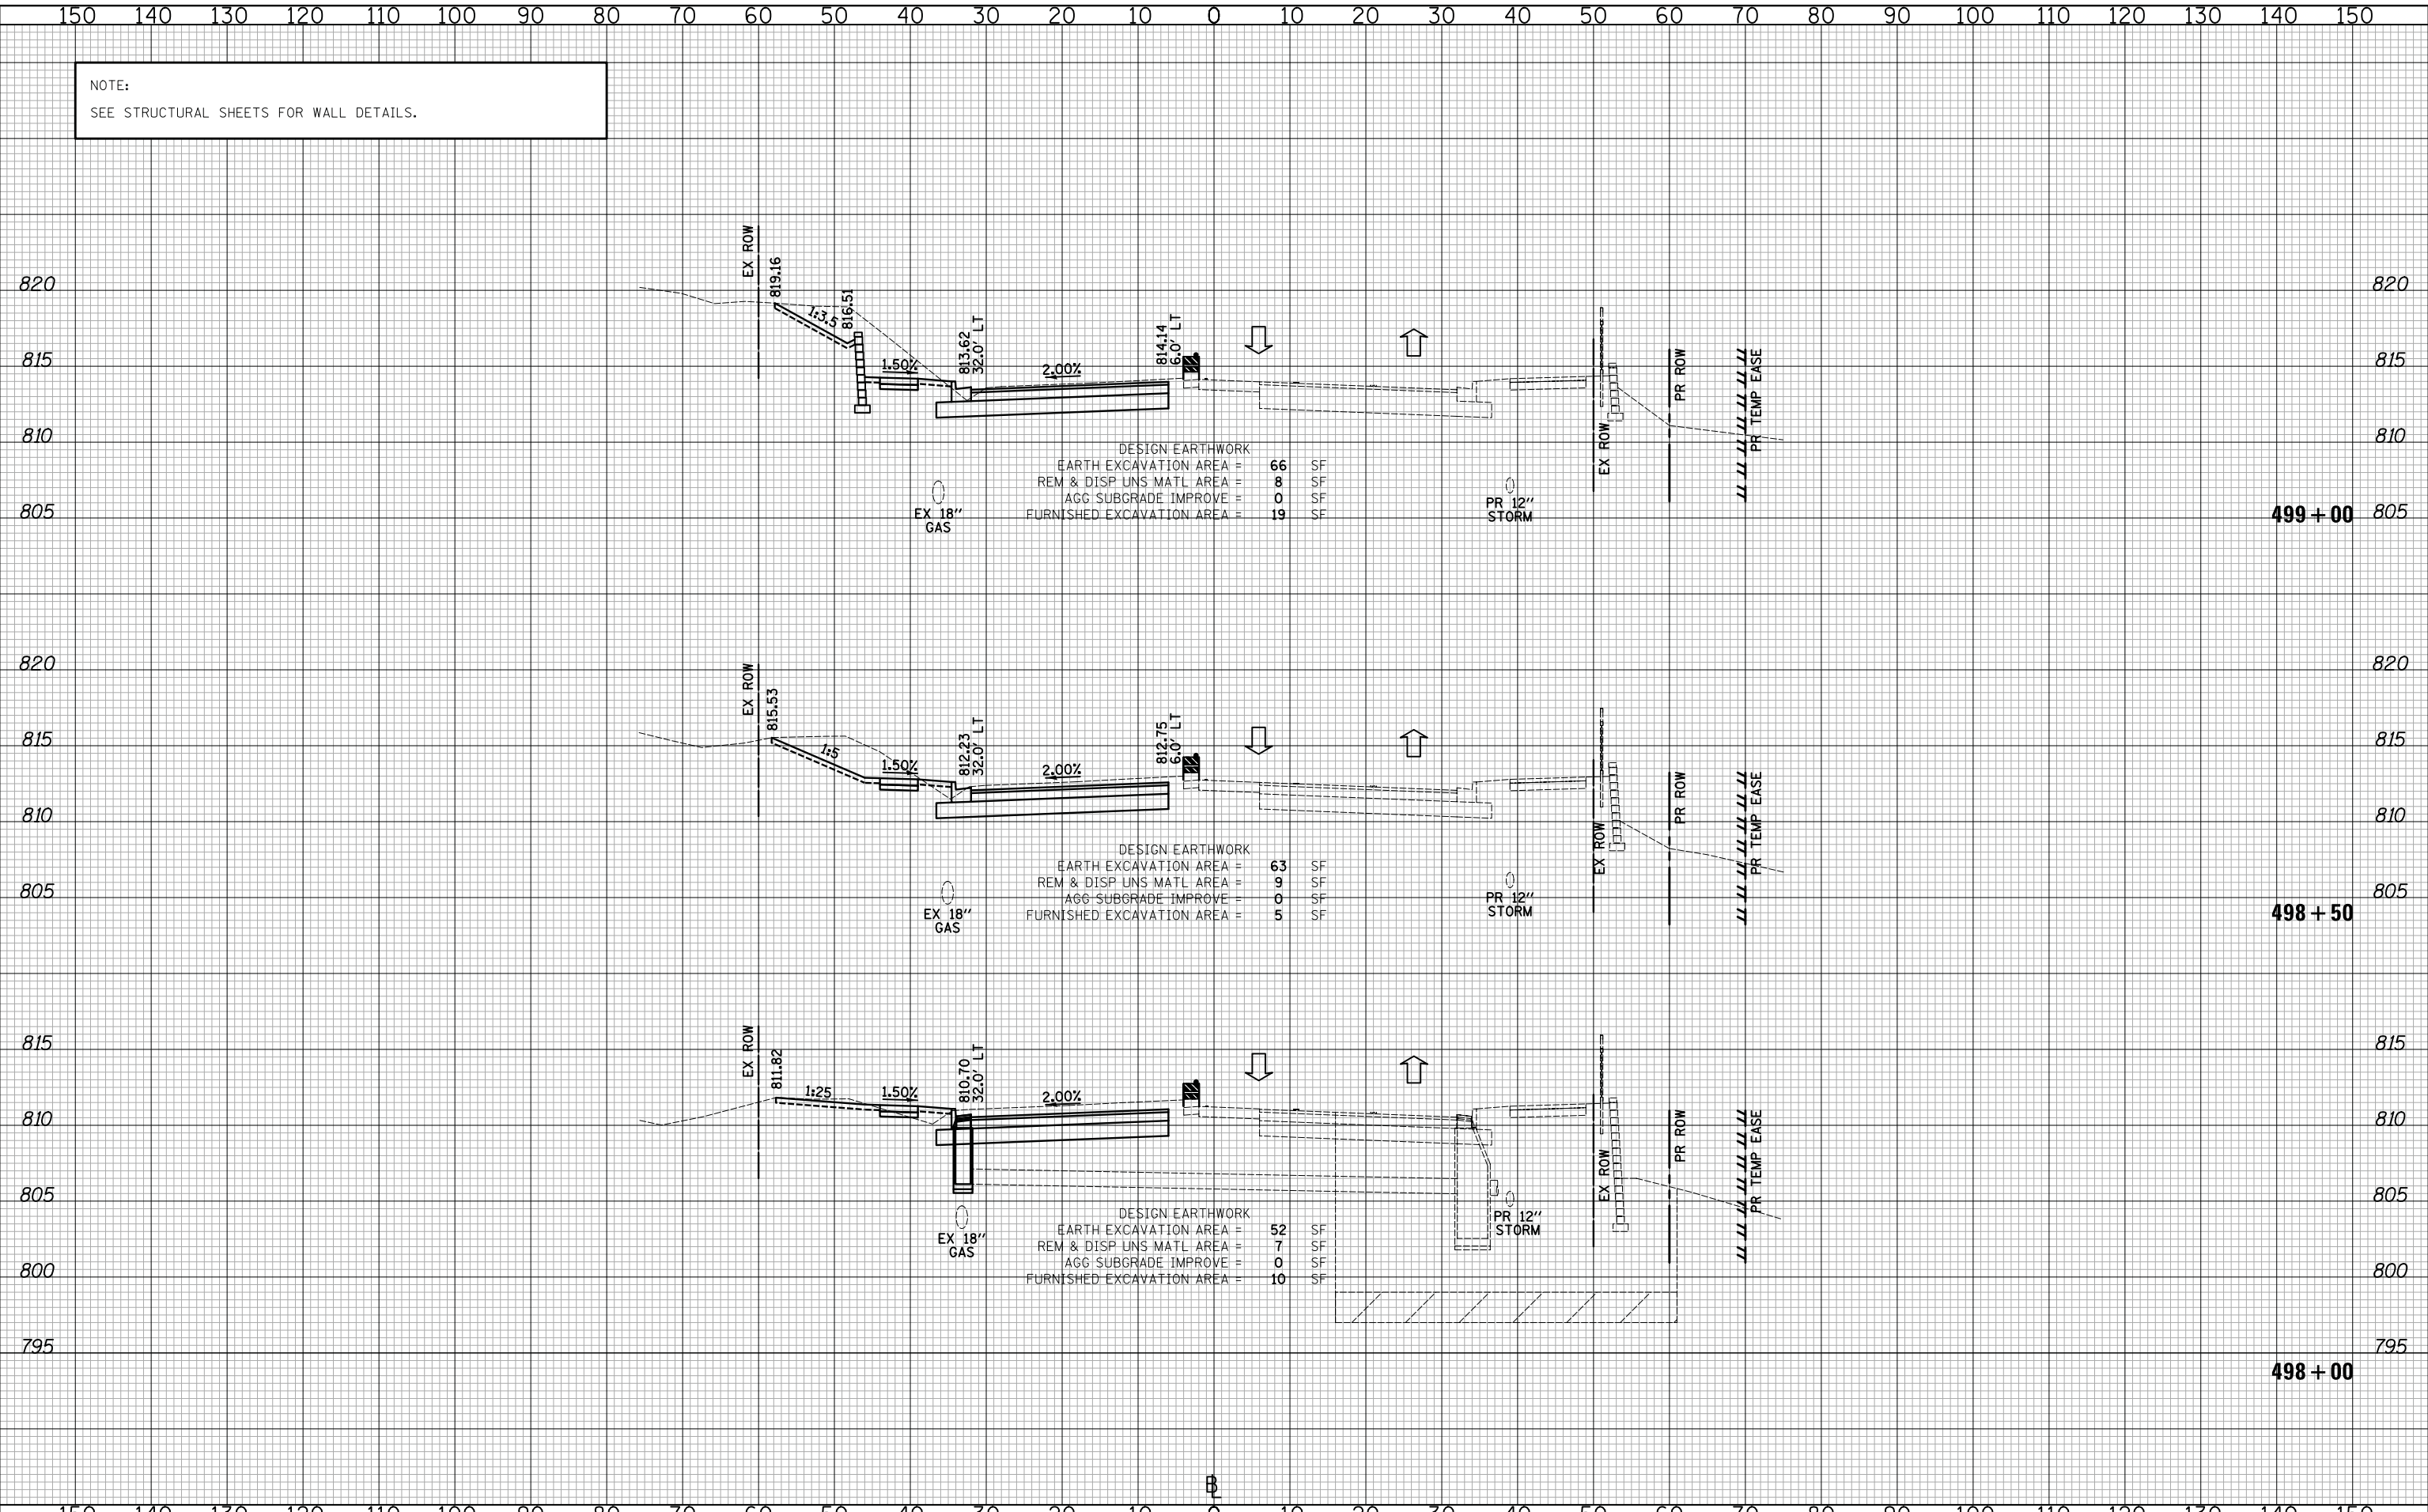 150 140 130 120 110 100 90 80 70 60 50 40 30 20 10 0 10 20 30 40 50 60 70 80 90 100 110 120 130 140 150
NOTE:
SEE STRUCTURAL SHEETS FOR WALL DETAILS.
EX ROW
819.16
816.51
1:3.5
1.50%
813.62
32.0' LT
2.00%
814.14
6.0' LT
EX ROW
PR ROW
PR TEMP EASE
820 820
815 815
810 810
805 805
DESIGN EARTHWORK
EARTH EXCAVATION AREA = 66 SF
REM & DISP UNS MATL AREA = 8 SF
AGG SUBGRADE IMPROVE = 0 SF
FURNISHED EXCAVATION AREA = 19 SF
EX 18"
GAS
PR 12"
STORM
499+00
EX ROW
815.53
1:5
1.50%
812.23
32.0' LT
2.00%
812.75
6.0' LT
EX ROW
PR ROW
PR TEMP EASE
820 820
815 815
810 810
805 805
DESIGN EARTHWORK
EARTH EXCAVATION AREA = 63 SF
REM & DISP UNS MATL AREA = 9 SF
AGG SUBGRADE IMPROVE = 0 SF
FURNISHED EXCAVATION AREA = 5 SF
EX 18"
GAS
PR 12"
STORM
498+50
EX ROW
811.82
1:25
1.50%
810.70
32.0' LT
2.00%
EX ROW
PR ROW
PR TEMP EASE
815 815
810 810
805 805
800 800
795 795
DESIGN EARTHWORK
EARTH EXCAVATION AREA = 52 SF
REM & DISP UNS MATL AREA = 7 SF
AGG SUBGRADE IMPROVE = 0 SF
FURNISHED EXCAVATION AREA = 10 SF
EX 18"
GAS
PR 12"
STORM
498+00
BL
150 140 130 120 110 100 90 80 70 60 50 40 30 20 10 0 10 20 30 40 50 60 70 80 90 100 110 120 130 140 150